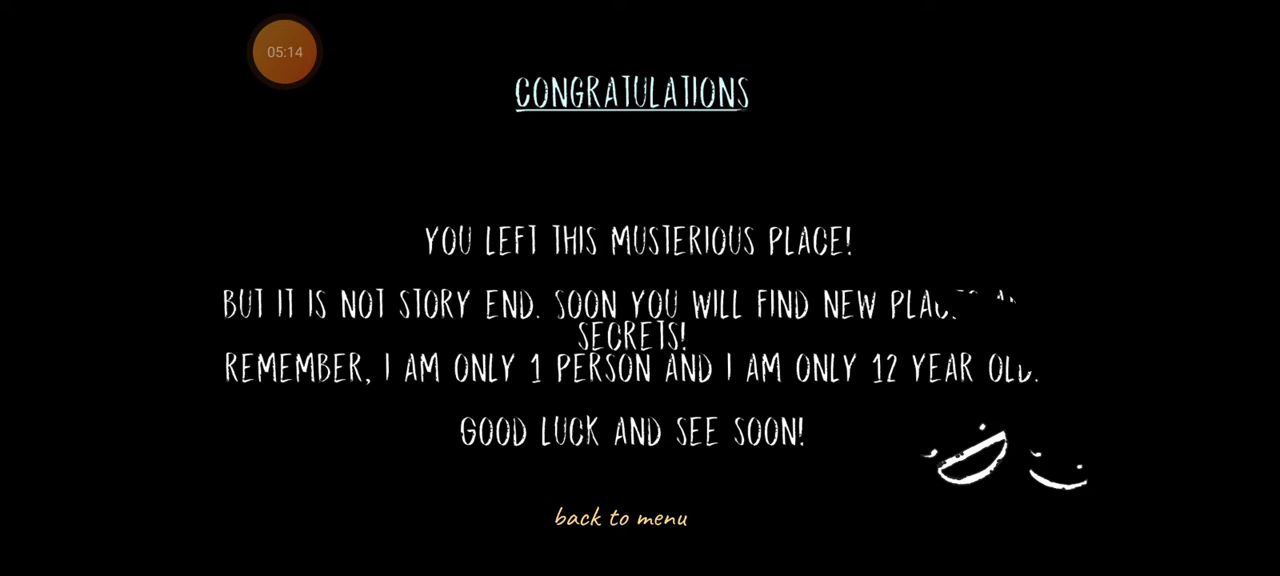 05:14
CONGRATULATIONS
YOU LEFT THIS MUSTERIOUS PLACE!
BUT IT IS NOT STORY END. SOON YOU WILL FIND NEW
SECRETS!
REMEMBER, I AM ONLY 1 PERSON AND I AM ONLY 12 YEAR OLD.
GOOD LUCK AND SEE SOON!
back to menu